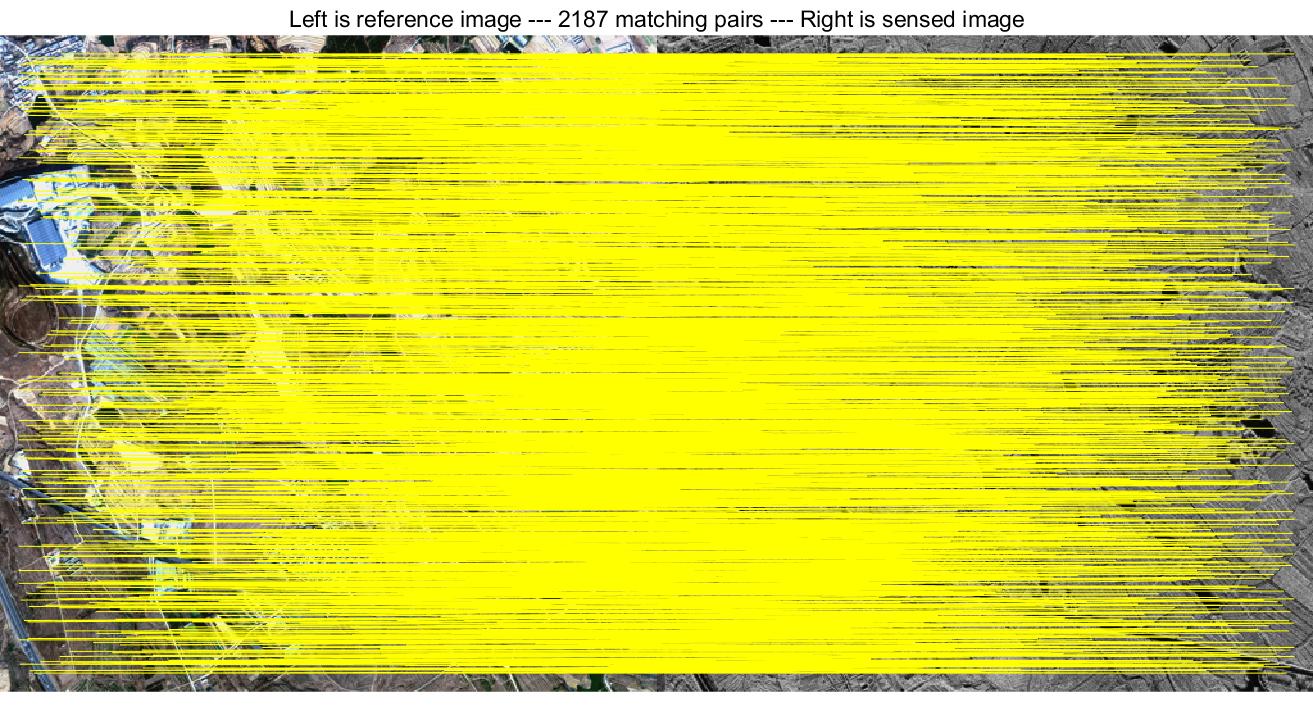 Left is reference image --- 2187 matching pairs --- Right is sensed image